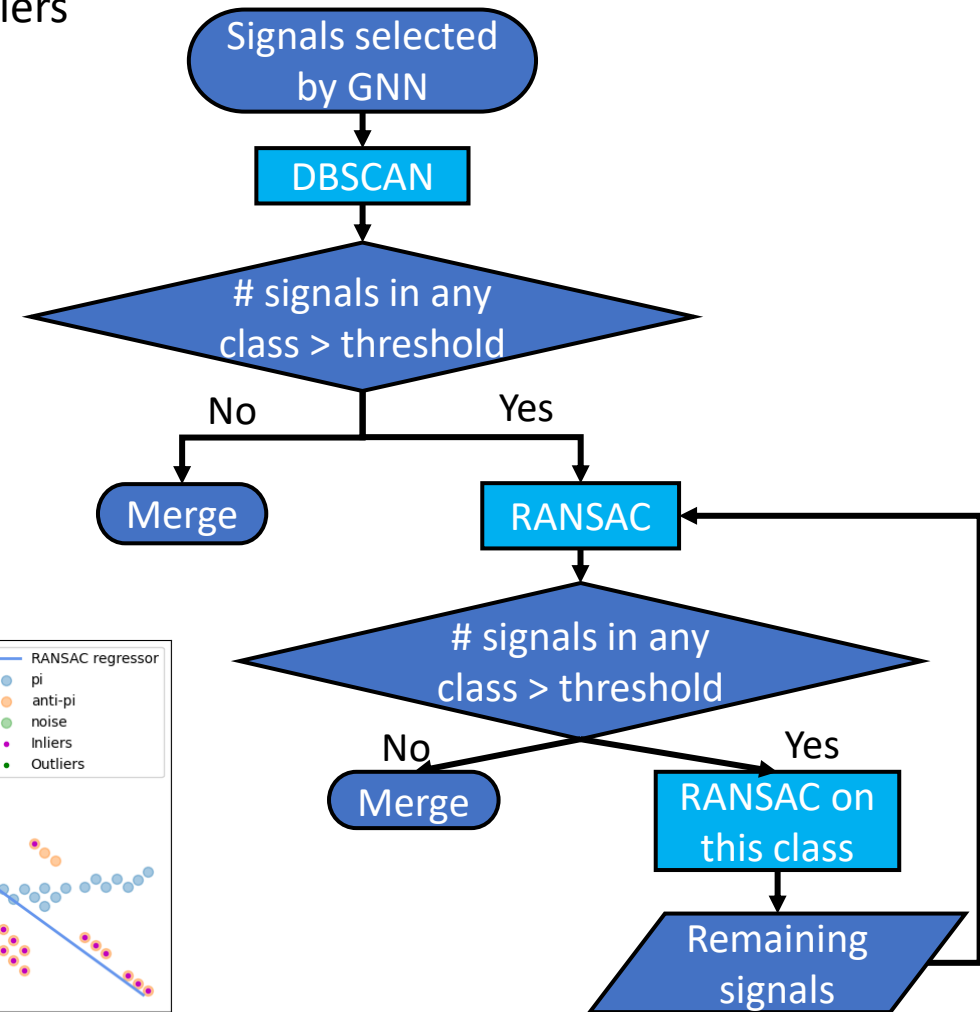 Signals selected
by GNN
DBSCAN
# signals in any
class > threshold
No
Yes
Merge
RANSAC
# signals in any
class > threshold
No
Yes
Merge
RANSAC on
this class
Remaining
signals
RANSAC regressor
pi
anti-pi
noise
Inliers
Outliers